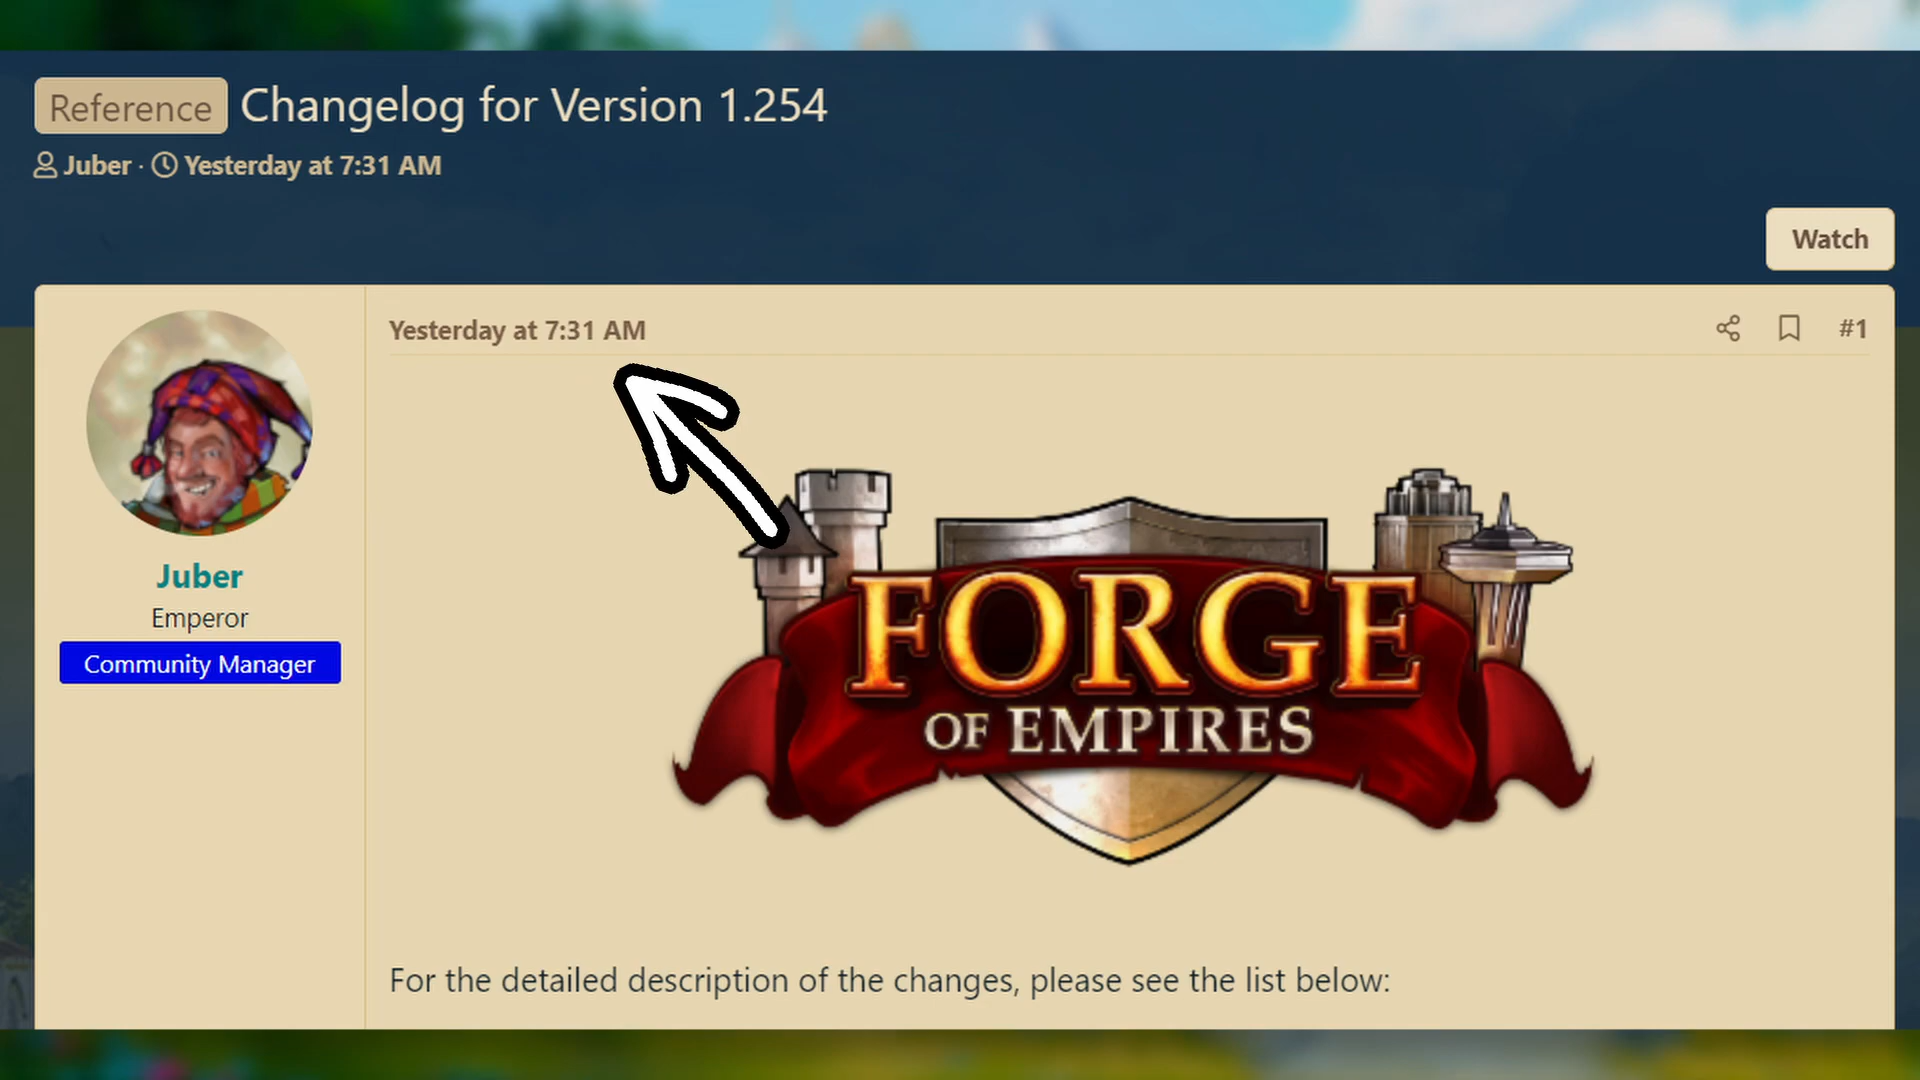 Reference Changelog for Version 1.254
Juber · Yesterday at 7:31 AM
Watch
Yesterday at 7:31 AM
#1
Juber
Emperor
Community Manager
FORGE
OF EMPIRES
For the detailed description of the changes, please see the list below: